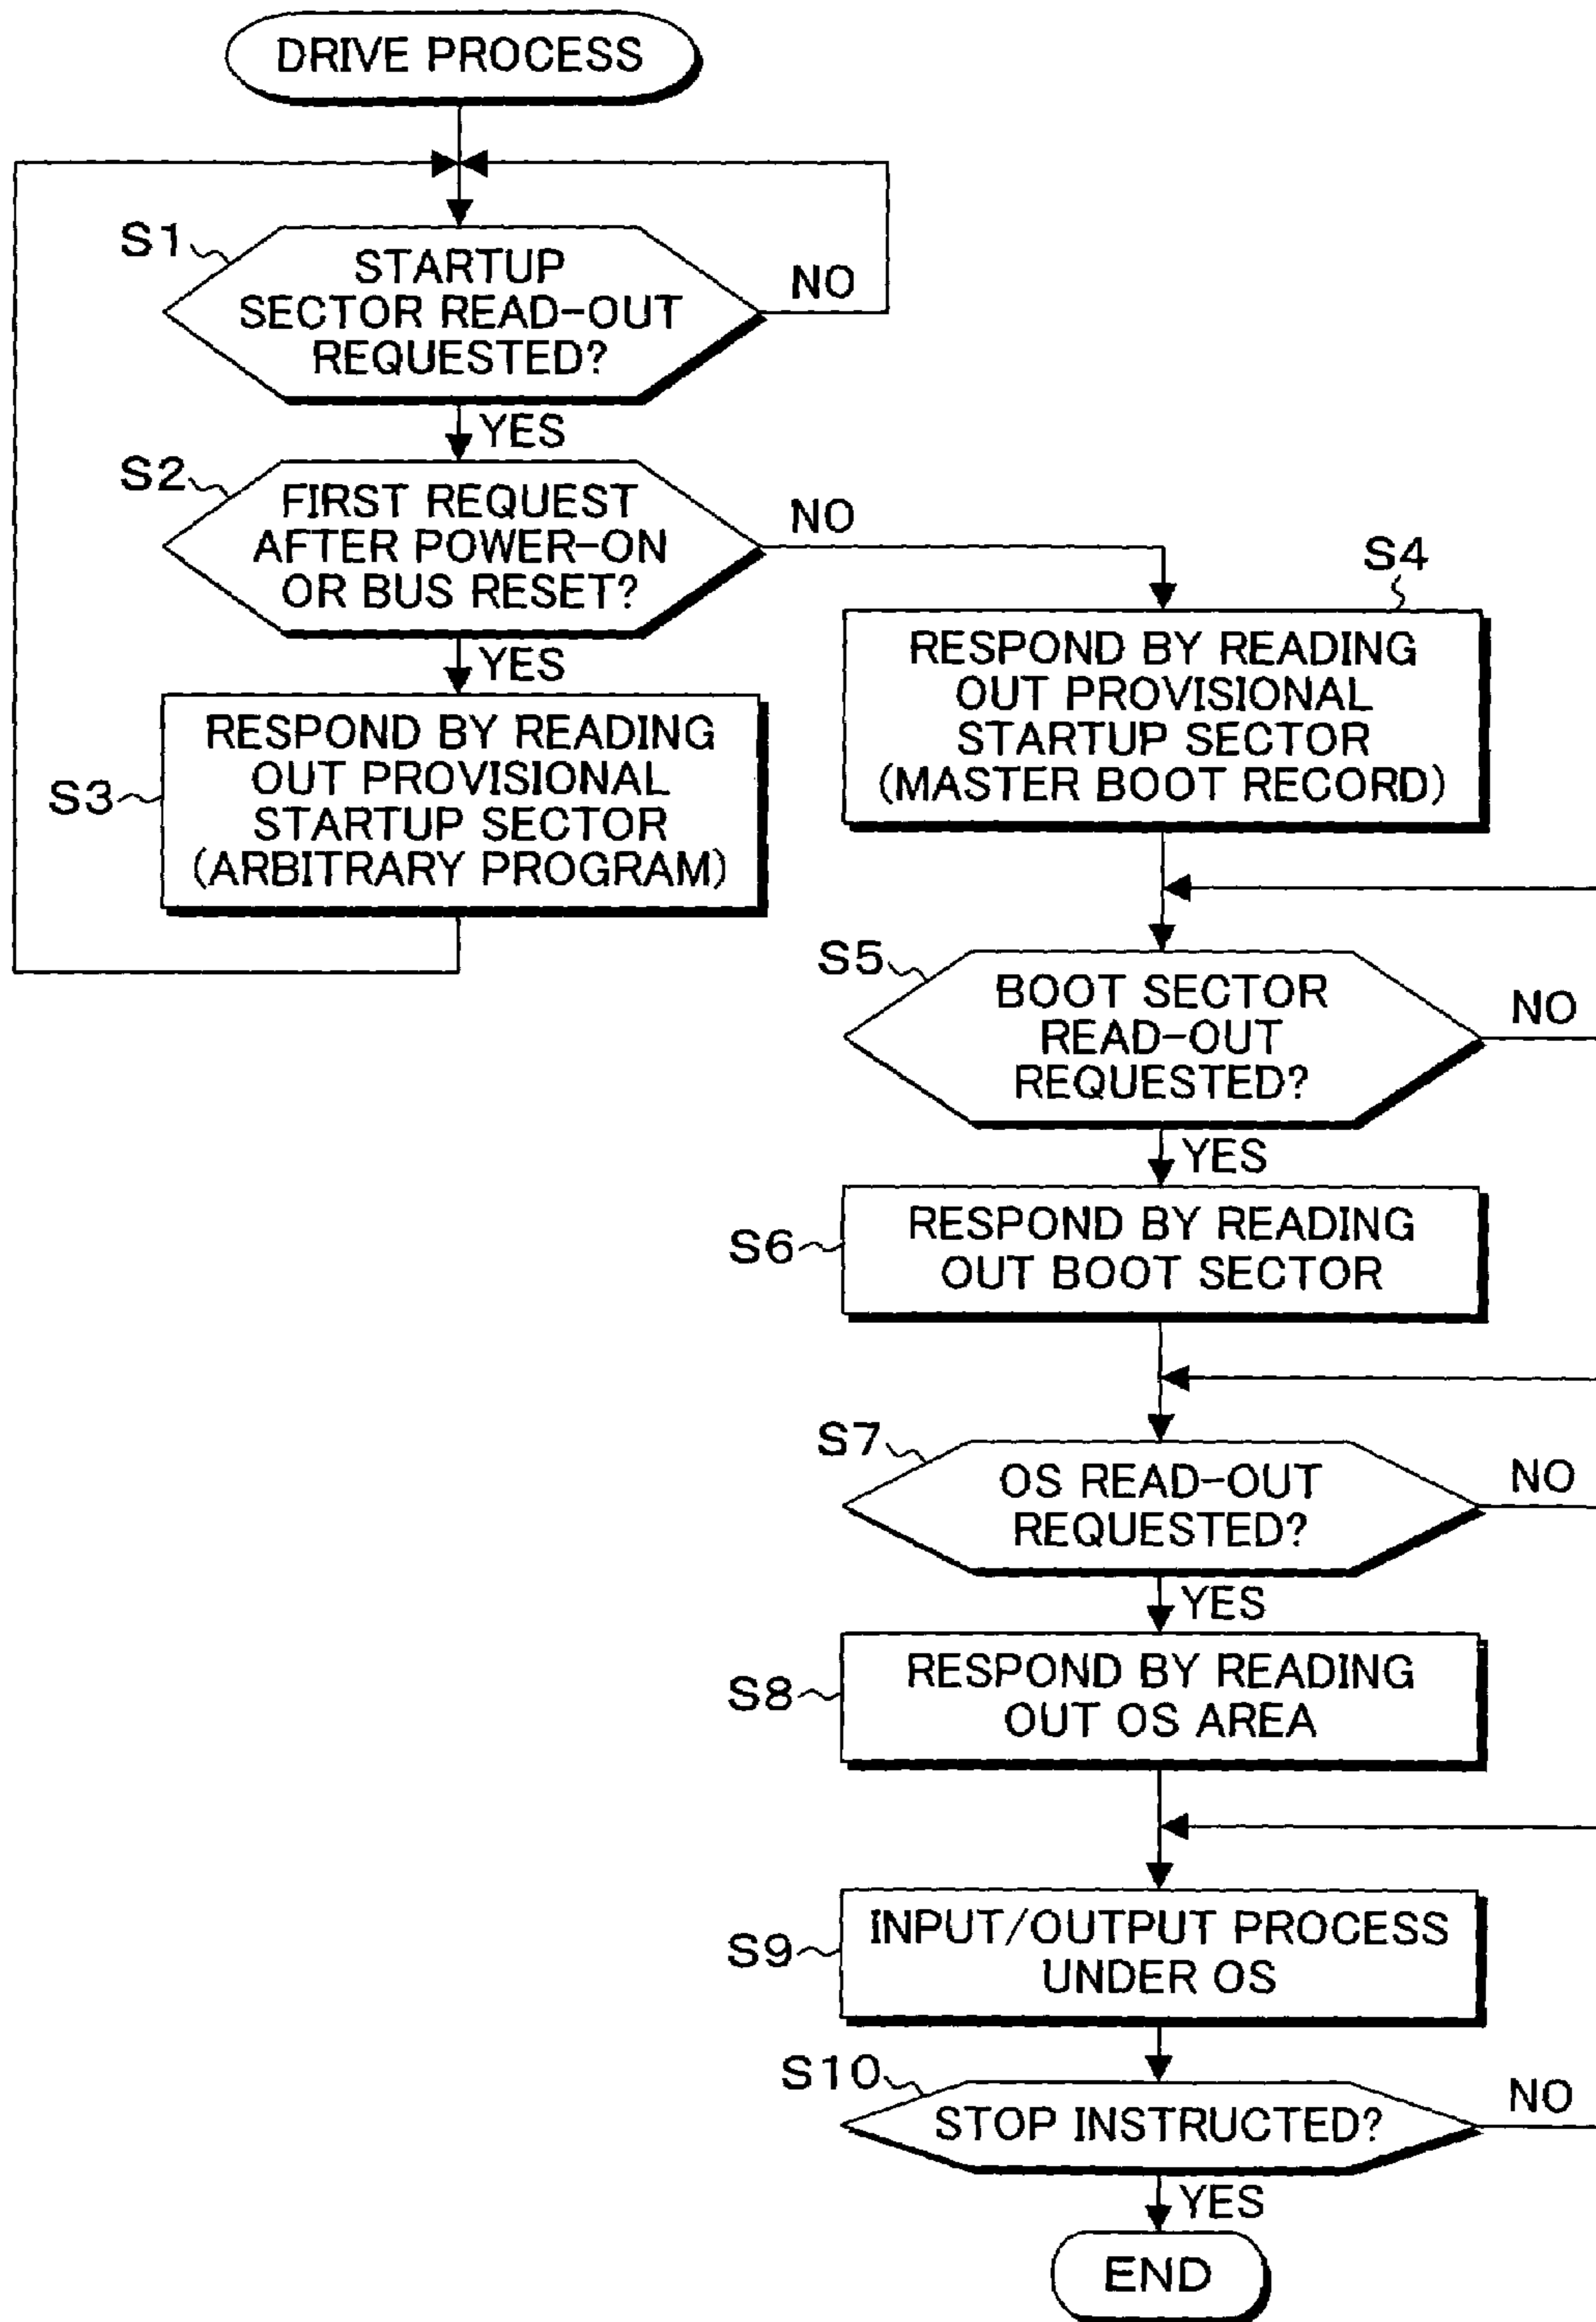 DRIVE PROCESS
S1
STARTUP
SECTOR READ-OUT
REQUESTED?
NO
YES
S2
FIRST REQUEST
AFTER POWER-ON
OR BUS RESET?
NO
YES
S3
RESPOND BY READING
OUT PROVISIONAL
STARTUP SECTOR
(ARBITRARY PROGRAM)
S4
RESPOND BY READING
OUT PROVISIONAL
STARTUP SECTOR
(MASTER BOOT RECORD)
S5
BOOT SECTOR
READ-OUT
REQUESTED?
NO
YES
S6
RESPOND BY READING
OUT BOOT SECTOR
S7
OS READ-OUT
REQUESTED?
NO
YES
S8
RESPOND BY READING
OUT OS AREA
S9
INPUT/OUTPUT PROCESS
UNDER OS
S10
STOP INSTRUCTED?
NO
YES
END